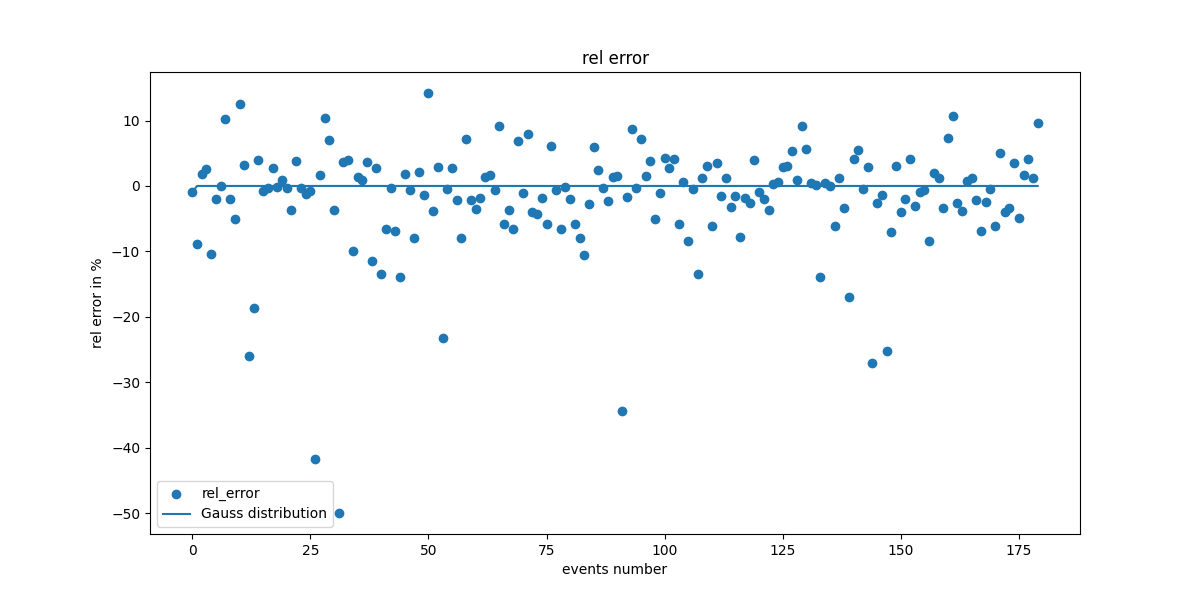 rel error
rel error in %
10
0
−10
−20
−30
−40
−50
rel_error
Gauss distribution
0 25 50 75 100 125 150 175
events number